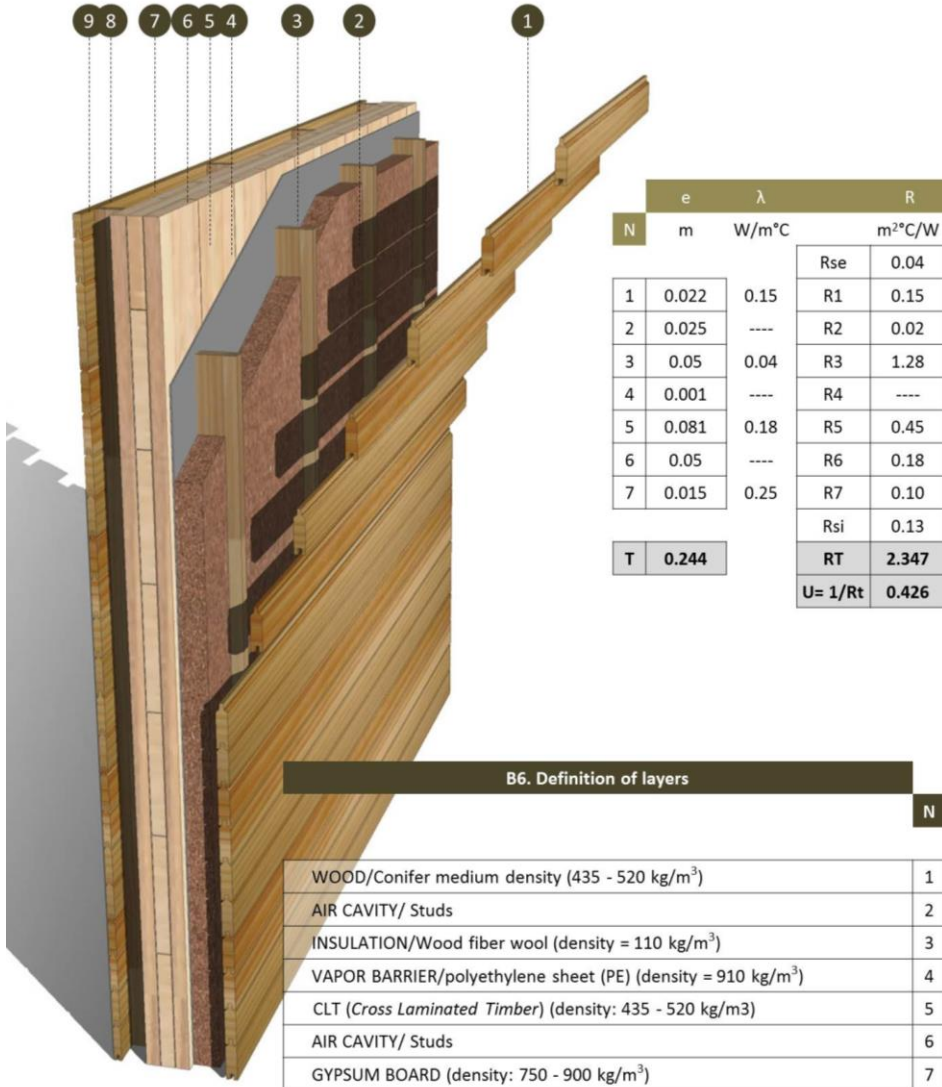 9 8 7 6 5 4 3 2 1
e λ R
N m W/m°C m²°C/W
Rse 0.04
1 0.022 0.15 R1 0.15
2 0.025 ---- R2 0.02
3 0.05 0.04 R3 1.28
4 0.001 ---- R4 ----
5 0.081 0.18 R5 0.45
6 0.05 ---- R6 0.18
7 0.015 0.25 R7 0.10
Rsi 0.13
T 0.244 RT 2.347
U= 1/Rt 0.426
B6. Definition of layers
N
WOOD/Conifer medium density (435 - 520 kg/m³) 1
AIR CAVITY/ Studs 2
INSULATION/Wood fiber wool (density = 110 kg/m³) 3
VAPOR BARRIER/polyethylene sheet (PE) (density = 910 kg/m³) 4
CLT (Cross Laminated Timber) (density: 435 - 520 kg/m3) 5
AIR CAVITY/ Studs 6
GYPSUM BOARD (density: 750 - 900 kg/m³) 7